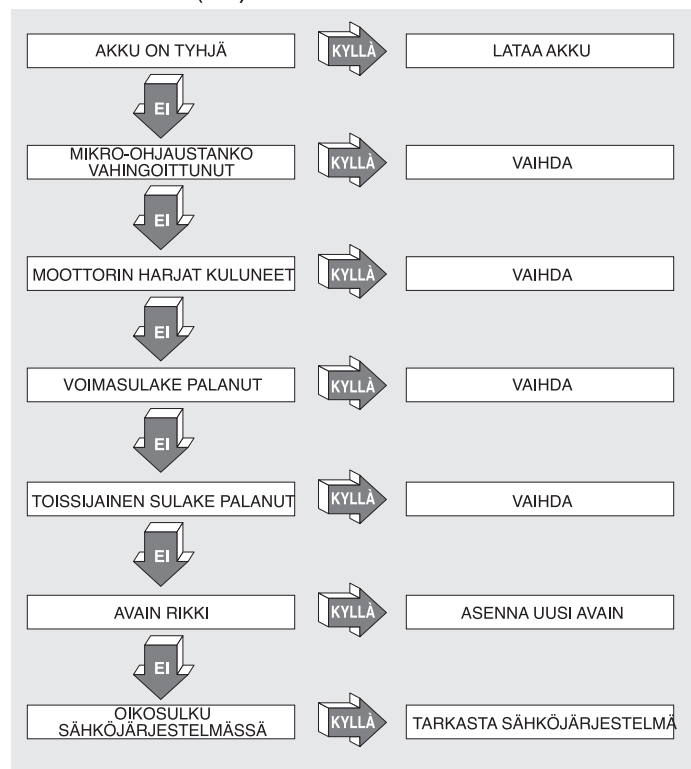 AKKU ON TYHJÄ
KYLLÀ
LATAA AKKU
EI
MIKRO-OHJAUSTANKO
VAHINGOITTUNUT
KYLLÀ
VAIHDA
EI
MOOTTORIN HARJAT KULUNEET
KYLLÀ
VAIHDA
EI
VOIMASULAKE PALANUT
KYLLÀ
VAIHDA
EI
TOISSIJAINEN SULAKE PALANUT
KYLLÀ
VAIHDA
EI
AVAIN RIKKI
KYLLÀ
ASENNA UUSI AVAIN
EI
OIKOSULKU
SÄHKÖJÄRJESTELMÄSSÄ
KYLLÀ
TARKASTA SÄHKÖJÄRJESTELMÄ